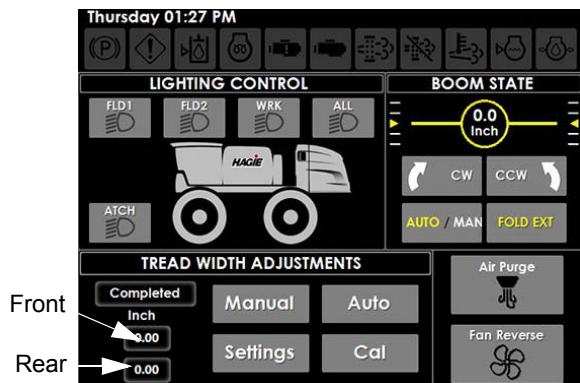 Thursday 01:27 PM
(P)
LIGHTING CONTROL
FLD1 FLD2 WRK ALL
HAGIE
ATCH
BOOM STATE
0.0
Inch
CW CCW
AUTO / MAN FOLD EXT
TREAD WIDTH ADJUSTMENTS
Completed
Inch
0.00
0.00
Manual Auto
Settings Cal
Air Purge
Fan Reverse
Front
Rear